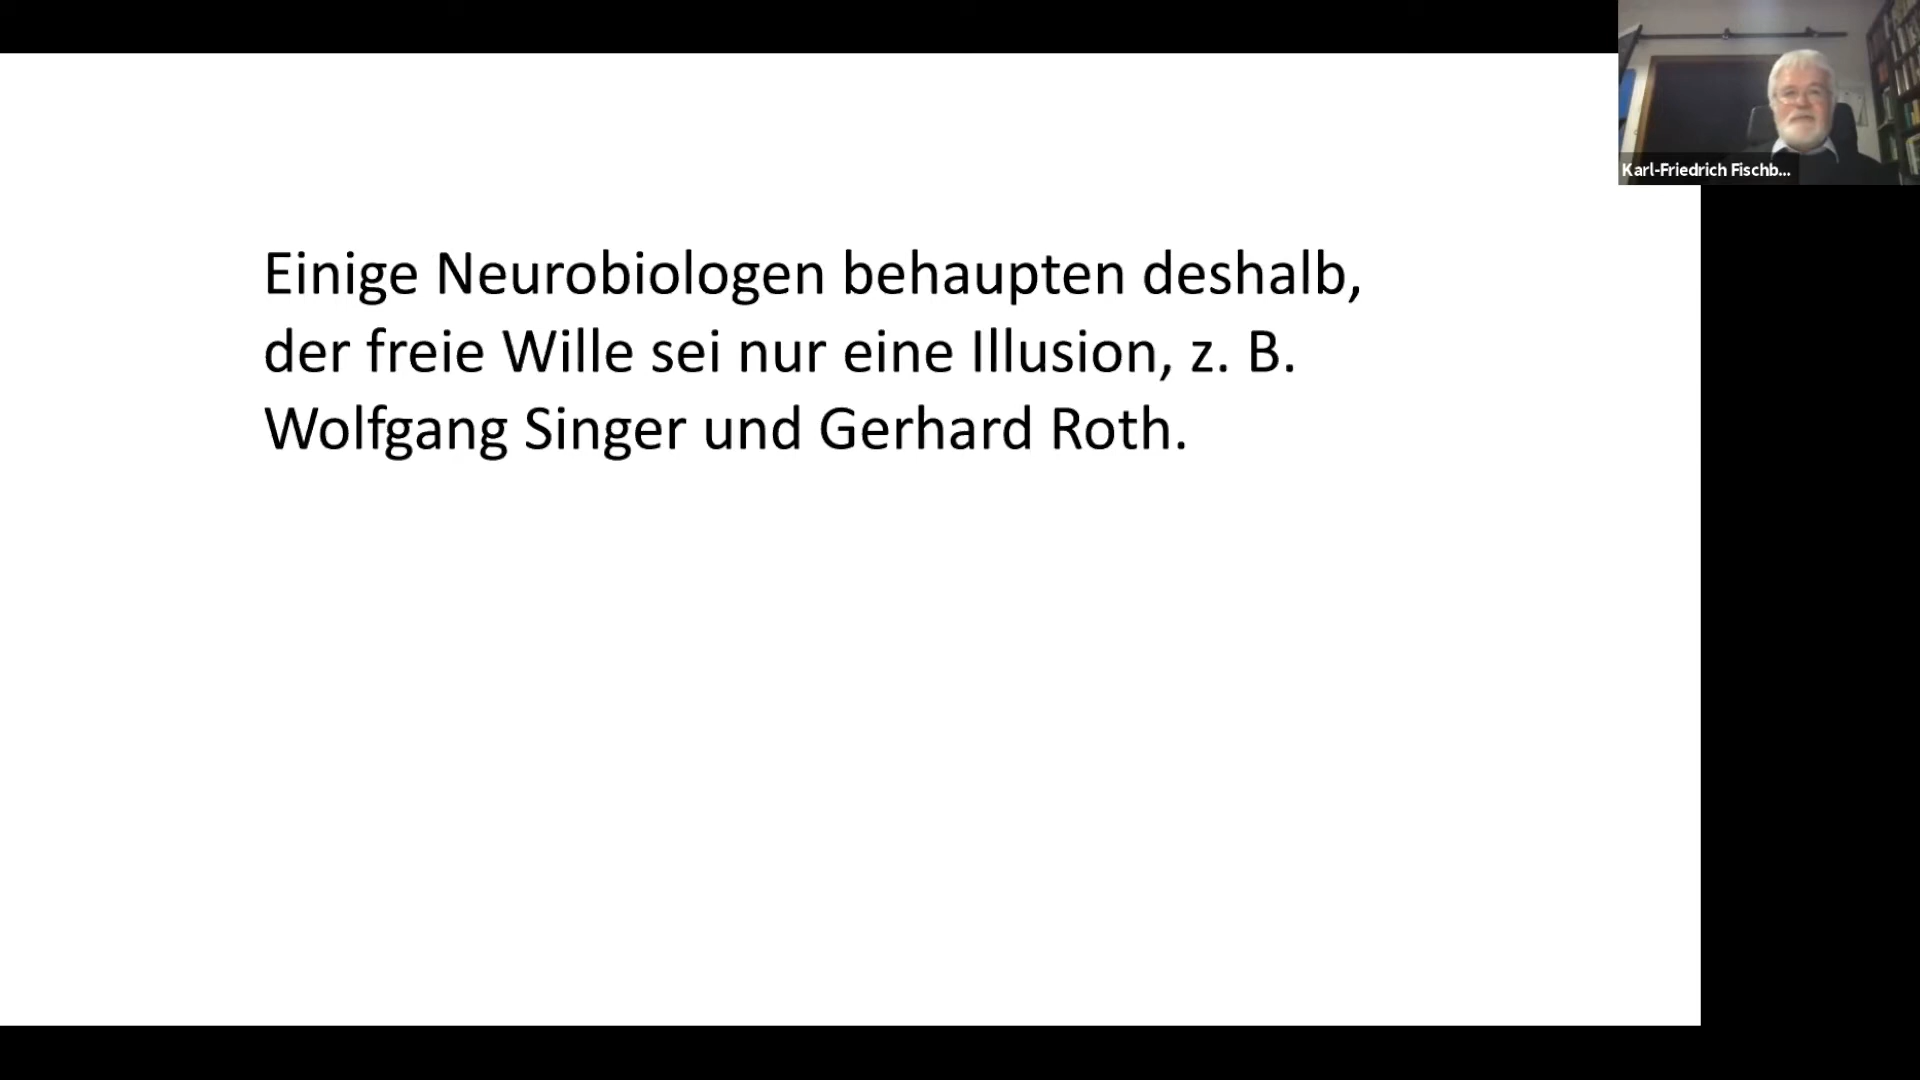 Karl-Friedrich Fischb...
Einige Neurobiologen behaupten deshalb,
der freie Wille sei nur eine Illusion, z. B.
Wolfgang Singer und Gerhard Roth.